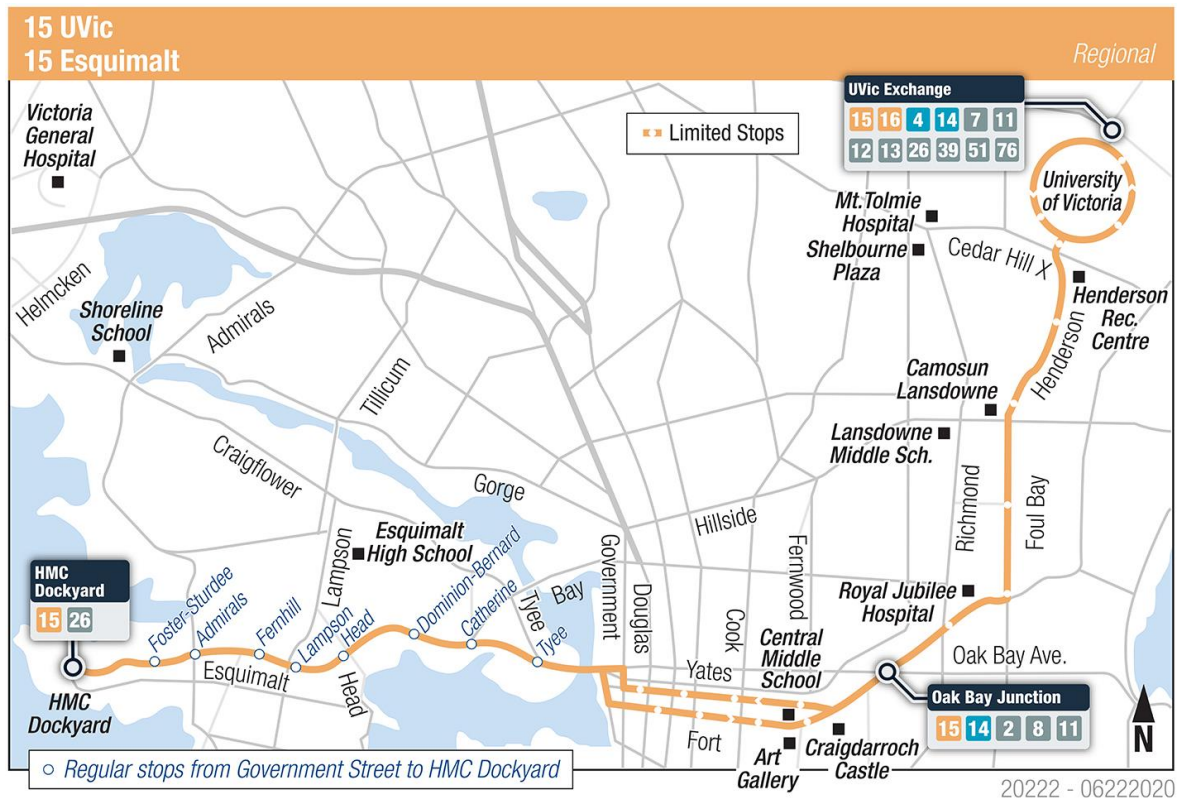 15 UVic
15 Esquimalt
Regional
Victoria
General
Hospital
Limited Stops
UVic Exchange
15 16 4 14 7 11
12 13 26 39 51 76
University
of Victoria
Mt.Tolmie
Hospital
Shelbourne
Plaza
Cedar Hill X
Helmcken
Shoreline
School
Admirals
Henderson
Rec.
Centre
Henderson
Tillicum
Camosun
Lansdowne
Lansdowne
Middle Sch.
Craigflower
Gorge
Hillside
Richmond
Foul Bay
Lampson
Esquimalt
High School
Government
Douglas
Fernwood
Cook
Bay
Tyee
HMC
Dockyard
15 26
Foster-Sturdee
Admirals
Fernhill
Lampson
Head
Dominion-Bernard
Catherine
Tyee
Royal Jubilee
Hospital
Central
Middle
School
Oak Bay Ave.
Yates
Esquimalt
Head
HMC
Dockyard
Oak Bay Junction
15 14 2 8 11
Fort
Art
Gallery
Craigdarroch
Castle
N
Regular stops from Government Street to HMC Dockyard
20222 - 06222020